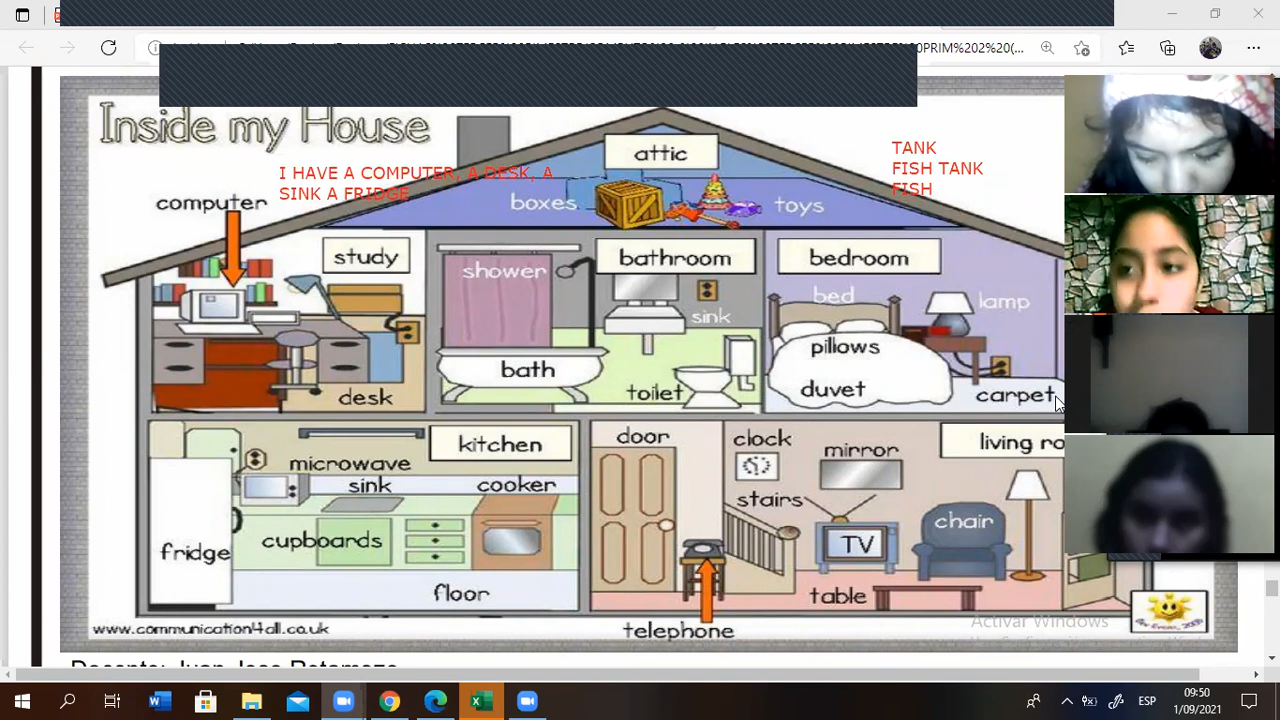 PRIM%202%20(...
Inside my House
attic
TANK
FISH TANK
FISH
I HAVE A COMPUTER, A DESK, A
SINK A FRIDGE
computer
boxes
toys
study
shower
bathroom
bedroom
bed
lamp
sink
pillows
bath
duvet
toilet
desk
carpet
kitchen
door
clock
mirror
living ro
microwave
sink
cooker
stairs
chair
cupboards
TV
fridge
floor
table
www.communication4all.co.uk
telephone
Activar Windows
ESP
09:50
1/09/2021